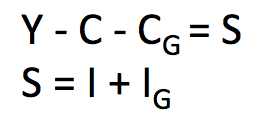 Y - C - C_G = S
S = I + I_G